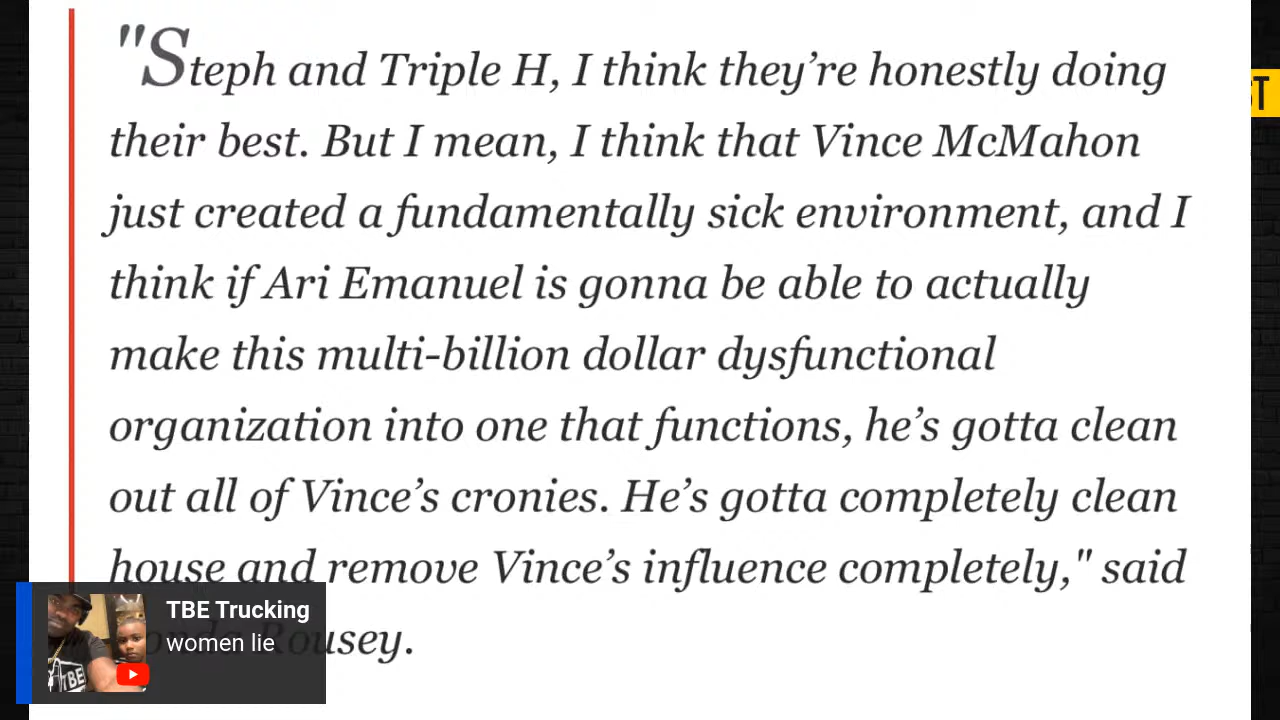 "Steph and Triple H, I think they're honestly doing
their best. But I mean, I think that Vince McMahon
just created a fundamentally sick environment, and I
think if Ari Emanuel is gonna be able to actually
make this multi-billion dollar dysfunctional
organization into one that functions, he's gotta clean
out all of Vince's cronies. He's gotta completely clean
house and remove Vince's influence completely," said
Rousey.
TBE Trucking
women lie
TBE